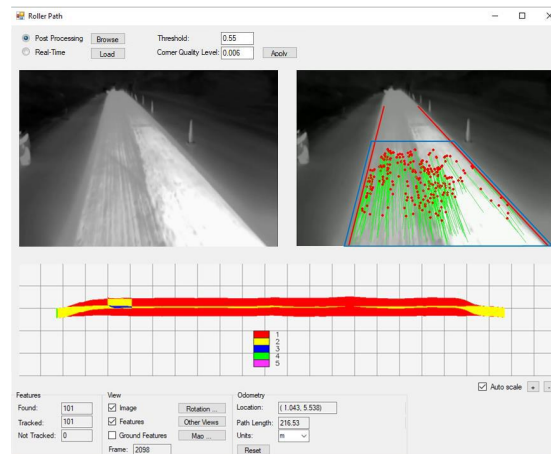 Roller Path
Post Processing Browse Threshold: 0.55
Real-Time Load Corner Quality Level: 0.006 Apply
1
2
3
4
5
Auto scale + -
Features View Odometry
Found: 101 Image Rotation ... Location: ( 1.043, 5.538)
Tracked: 101 Features Other Views Path Length: 216.53
Not Tracked: 0 Ground Features Map ... Units: m
Frame: 2098 Reset